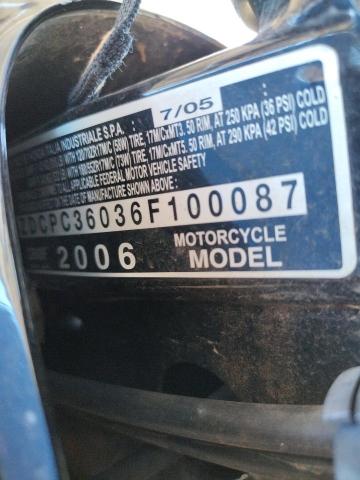 7/05
INDUSTRIALE S.P.A.
WITH 120/70ZR17M/C (58W) TIRE, 17M/CxMT3.50 RIM, AT 250 KPA (36 PSI) COLD
WITH 180/55ZR17M/C (73W) TIRE, 17M/CxMT5.50 RIM, AT 290 KPA (42 PSI) COLD
APPLICABLE FEDERAL MOTOR VEHICLE SAFETY
THE DATE OF MANUFACTURE SHOWN ABOVE.
ZDCPC36036F100087
2006 MOTORCYCLE
MODEL